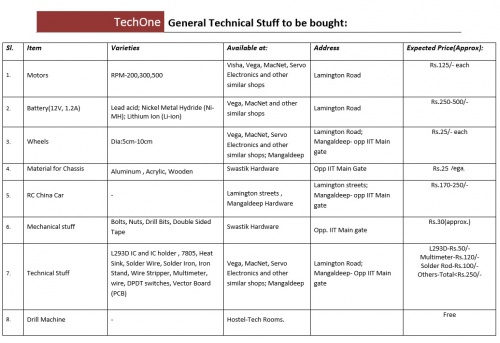 TechOne General Technical Stuff to be bought:
Sl. Item Varieties Available at: Address Expected Price(Approx):
1. Motors RPM-200,300,500 Visha, Vega, MacNet, Servo Electronics and other similar shops Lamington Road Rs.125/- each
2. Battery(12V, 1.2A) Lead acid; Nickel Metal Hydride (Ni-MH); Lithium Ion (Li-ion) Vega, MacNet and other similar shops Lamington Road Rs.250-500/-
3. Wheels Dia:5cm-10cm Vega, MacNet, Servo Electronics and other similar shops; Mangaldeep Lamington Road; Mangaldeep- opp IIT Main gate Rs.25/- each
4. Material for Chassis Aluminum , Acrylic, Wooden Swastik Hardware Opp IIT Main Gate Rs.25
5. RC China Car - Lamington streets , Mangaldeep Hardware Lamington streets; Mangaldeep- opp IIT Main gate Rs.170-250/-
6. Mechanical stuff Bolts, Nuts, Drill Bits, Double Sided Tape Swastik Hardware Opp. IIT Main gate Rs.30(approx.)
7. Technical Stuff L293D IC and IC holder , 7805, Heat Sink, Solder Wire, Solder Iron, Iron Stand, Wire Stripper, Multimeter, wire, DPDT switches, Vector Board (PCB) Vega, MacNet, Servo Electronics and other similar shops; Mangaldeep Lamington Road; Mangaldeep- Opp IIT Main gate L293D-Rs.50/- Multimeter-Rs.120/- Solder Rod-Rs.100/- Others-Total<Rs.250/-
8. Drill Machine - Hostel-Tech Rooms. Free